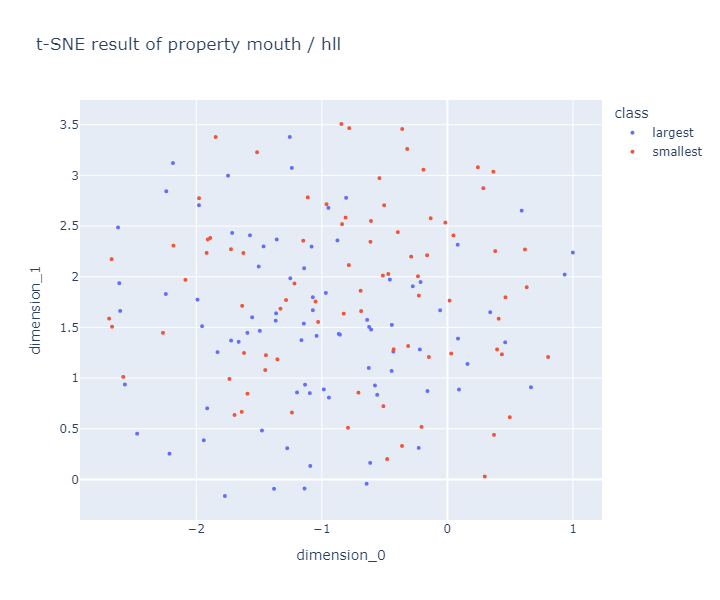 t-SNE result of property mouth / hll
class
largest
smallest
3.5
3
2.5
2
1.5
1
0.5
0
dimension_1
−2
−1
0
1
dimension_0